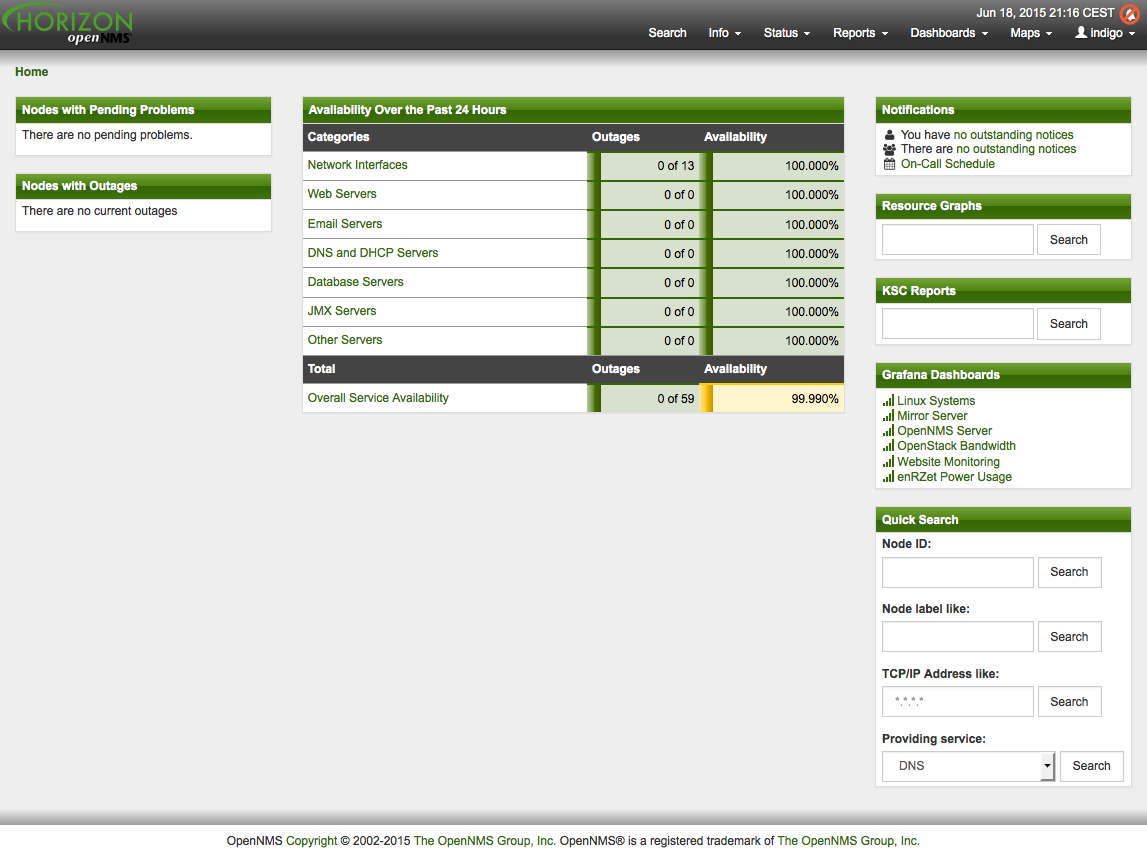 HORIZON
openNMS
Jun 18, 2015 21:16 CEST
Search Info Status Reports Dashboards Maps indigo
Home
Nodes with Pending Problems
There are no pending problems.
Nodes with Outages
There are no current outages
Availability Over the Past 24 Hours
Categories Outages Availability
Network Interfaces 0 of 13 100.000%
Web Servers 0 of 0 100.000%
Email Servers 0 of 0 100.000%
DNS and DHCP Servers 0 of 0 100.000%
Database Servers 0 of 0 100.000%
JMX Servers 0 of 0 100.000%
Other Servers 0 of 0 100.000%
Total Outages Availability
Overall Service Availability 0 of 59 99.990%
Notifications
You have no outstanding notices
There are no outstanding notices
On-Call Schedule
Resource Graphs
Search
KSC Reports
Search
Grafana Dashboards
Linux Systems
Mirror Server
OpenNMS Server
OpenStack Bandwidth
Website Monitoring
enRZet Power Usage
Quick Search
Node ID:
Search
Node label like:
Search
TCP/IP Address like:
*.*.*.* Search
Providing service:
DNS Search
OpenNMS Copyright © 2002-2015 The OpenNMS Group, Inc. OpenNMS® is a registered trademark of The OpenNMS Group, Inc.